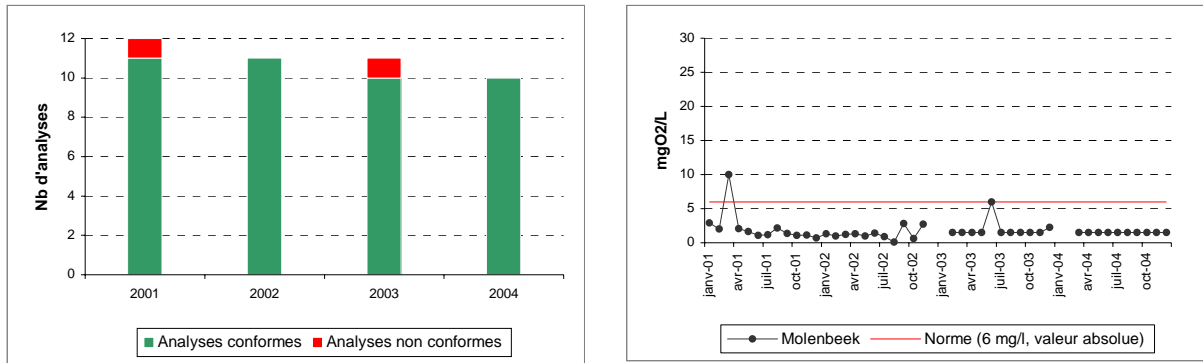 Nb d'analyses
12
10
8
6
4
2
0
2001 2002 2003 2004
Analyses conformes Analyses non conformes
mgO2/L
30
25
20
15
10
5
0
janv-01 avr-01 juil-01 oct-01 janv-02 avr-02 juil-02 oct-02 janv-03 avr-03 juil-03 oct-03 janv-04 avr-04 juil-04 oct-04
Molenbeek Norme (6 mg/l, valeur absolue)